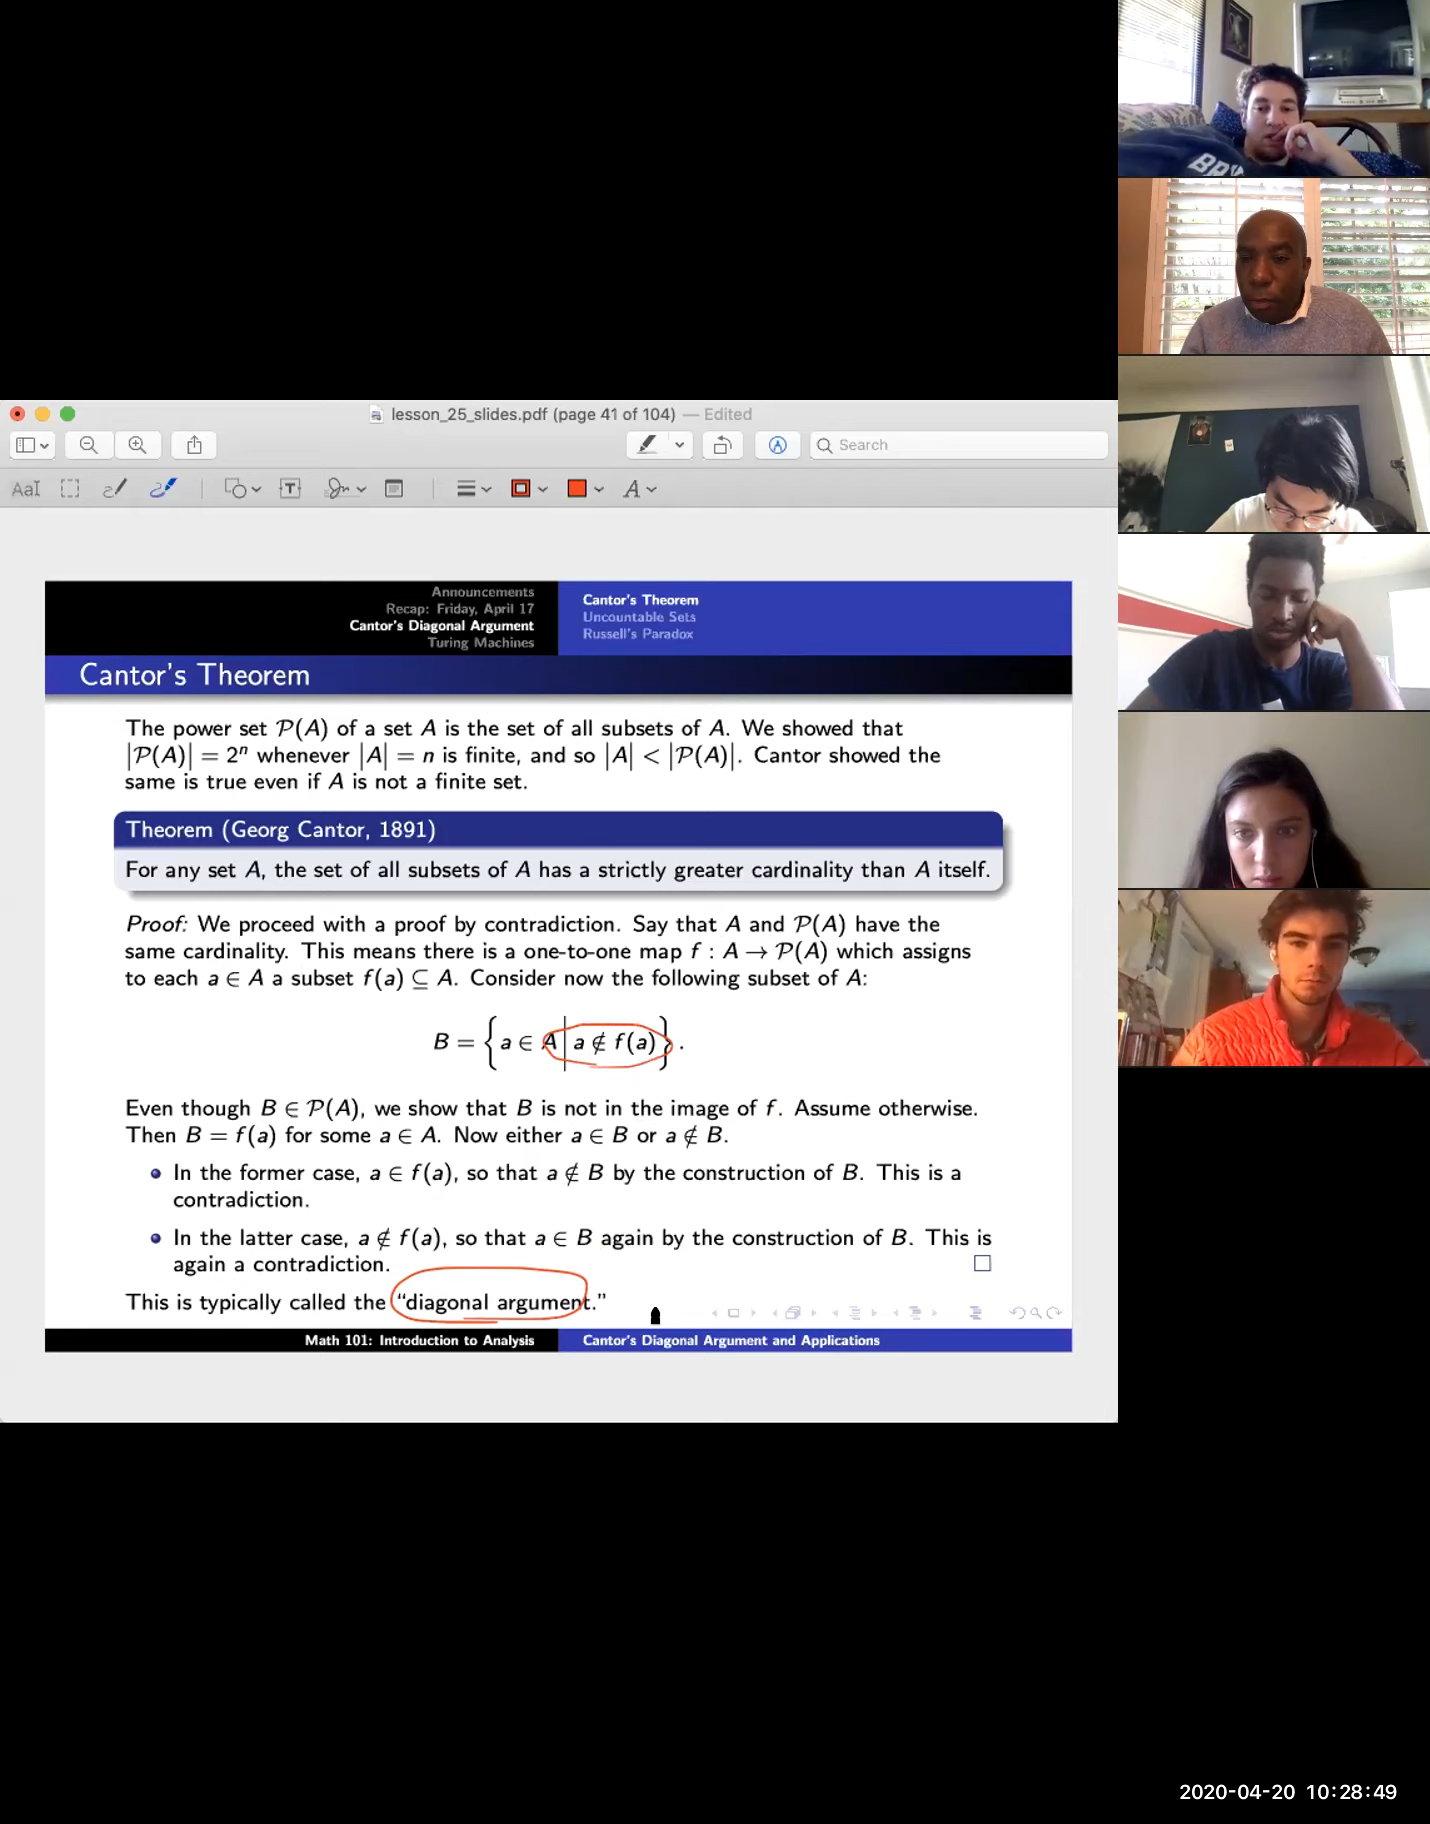 BR
lesson_25_slides.pdf (page 41 of 104) — Edited
Search
AaI
T
A
Announcements
Recap: Friday, April 17
Cantor's Diagonal Argument
Turing Machines
Cantor's Theorem
Uncountable Sets
Russell's Paradox
Cantor's Theorem
The power set 𝒫(A) of a set A is the set of all subsets of A. We showed that
|𝒫(A)| = 2ⁿ whenever |A| = n is finite, and so |A| < |𝒫(A)|. Cantor showed the
same is true even if A is not a finite set.
Theorem (Georg Cantor, 1891)
For any set A, the set of all subsets of A has a strictly greater cardinality than A itself.
Proof: We proceed with a proof by contradiction. Say that A and 𝒫(A) have the
same cardinality. This means there is a one-to-one map f : A → 𝒫(A) which assigns
to each a ∈ A a subset f(a) ⊆ A. Consider now the following subset of A:
B = {a ∈ A | a ∉ f(a)}.
Even though B ∈ 𝒫(A), we show that B is not in the image of f. Assume otherwise.
Then B = f(a) for some a ∈ A. Now either a ∈ B or a ∉ B.
• In the former case, a ∈ f(a), so that a ∉ B by the construction of B. This is a
contradiction.
• In the latter case, a ∉ f(a), so that a ∈ B again by the construction of B. This is
again a contradiction. □
This is typically called the “diagonal argument.”
Math 101: Introduction to Analysis
Cantor's Diagonal Argument and Applications
2020-04-20 10:28:49